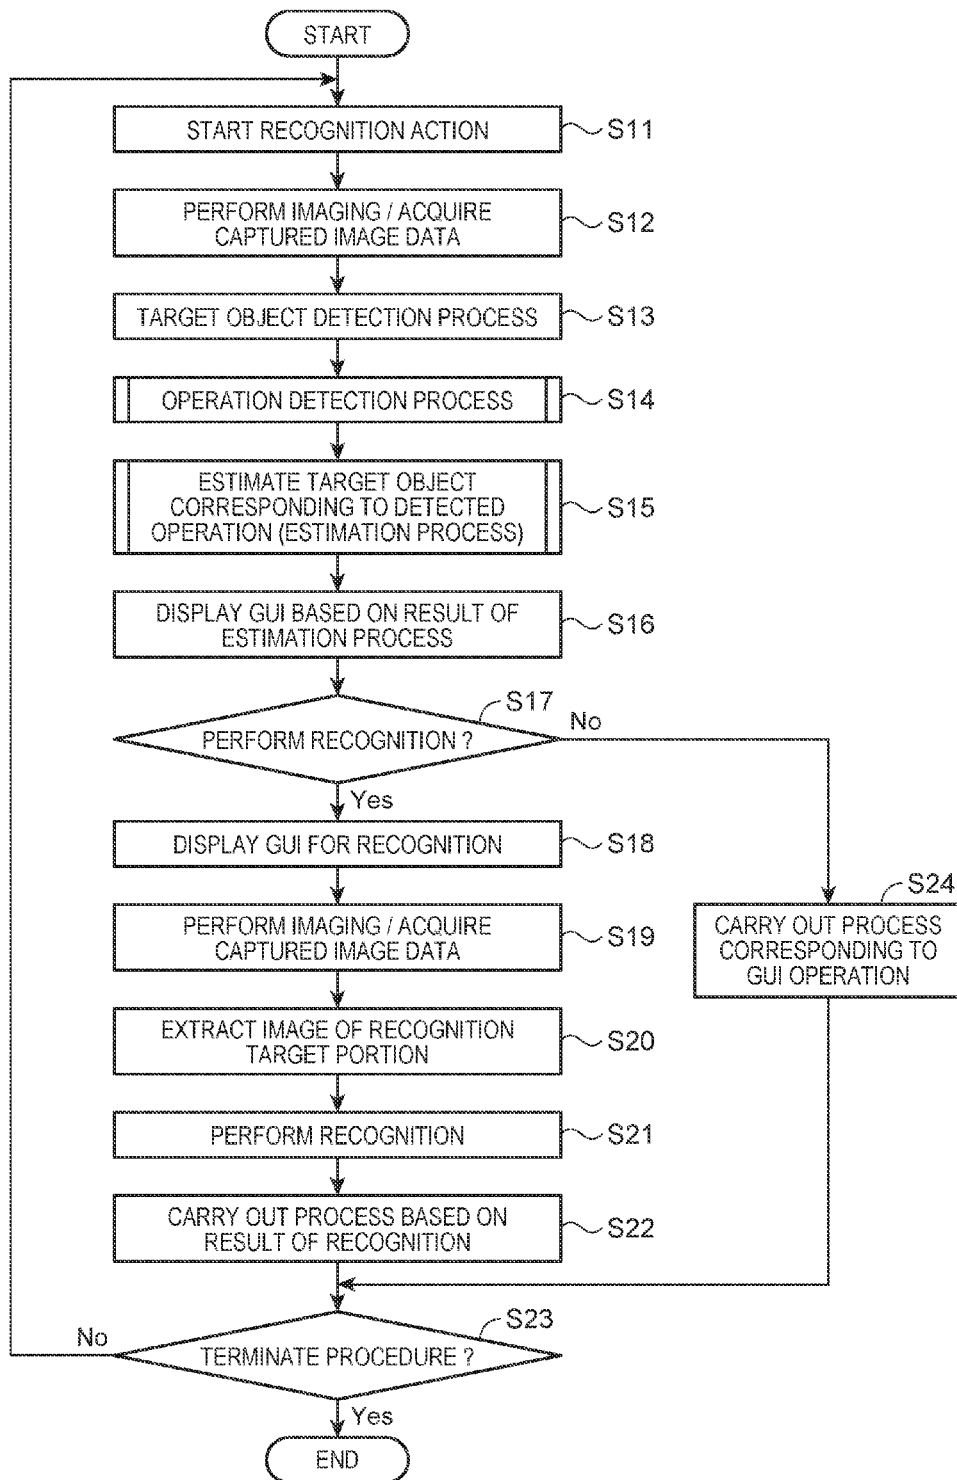 START
START RECOGNITION ACTION
S11
PERFORM IMAGING / ACQUIRE
CAPTURED IMAGE DATA
S12
TARGET OBJECT DETECTION PROCESS
S13
OPERATION DETECTION PROCESS
S14
ESTIMATE TARGET OBJECT
CORRESPONDING TO DETECTED
OPERATION (ESTIMATION PROCESS)
S15
DISPLAY GUI BASED ON RESULT OF
ESTIMATION PROCESS
S16
S17
PERFORM RECOGNITION ?
No
Yes
DISPLAY GUI FOR RECOGNITION
S18
S24
CARRY OUT PROCESS
CORRESPONDING TO
GUI OPERATION
PERFORM IMAGING / ACQUIRE
CAPTURED IMAGE DATA
S19
EXTRACT IMAGE OF RECOGNITION
TARGET PORTION
S20
PERFORM RECOGNITION
S21
CARRY OUT PROCESS BASED ON
RESULT OF RECOGNITION
S22
S23
No
TERMINATE PROCEDURE ?
Yes
END